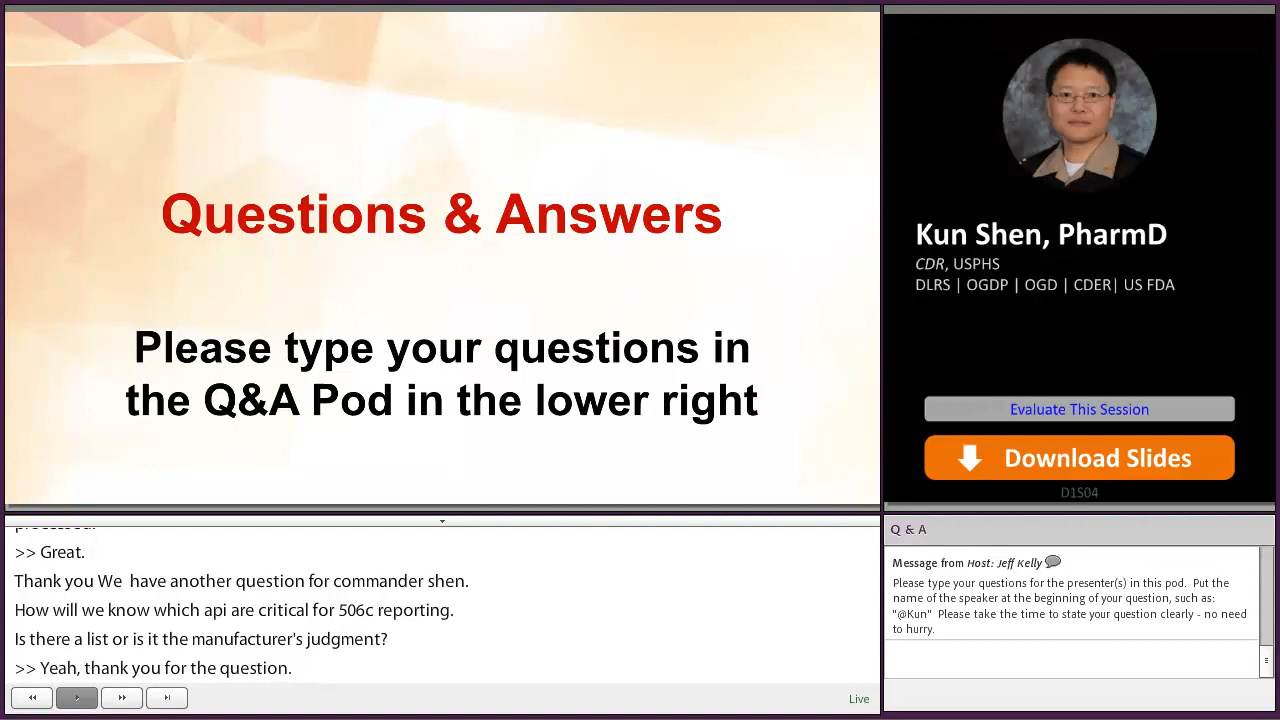 Questions & Answers
Please type your questions in
the Q&A Pod in the lower right
Kun Shen, PharmD
CDR, USPHS
DLRS | OGDP | OGD | CDER| US FDA
Evaluate This Session
Download Slides
D1S04
>> Great.
Thank you We  have another question for commander shen.
How will we know which api are critical for 506c reporting.
Is there a list or is it the manufacturer's judgment?
>> Yeah, thank you for the question.
Live
Q & A
Message from Host: Jeff Kelly
Please type your questions for the presenter(s) in this pod.  Put the
name of the speaker at the beginning of your question, such as:
"@Kun"  Please take the time to state your question clearly - no need
to hurry.